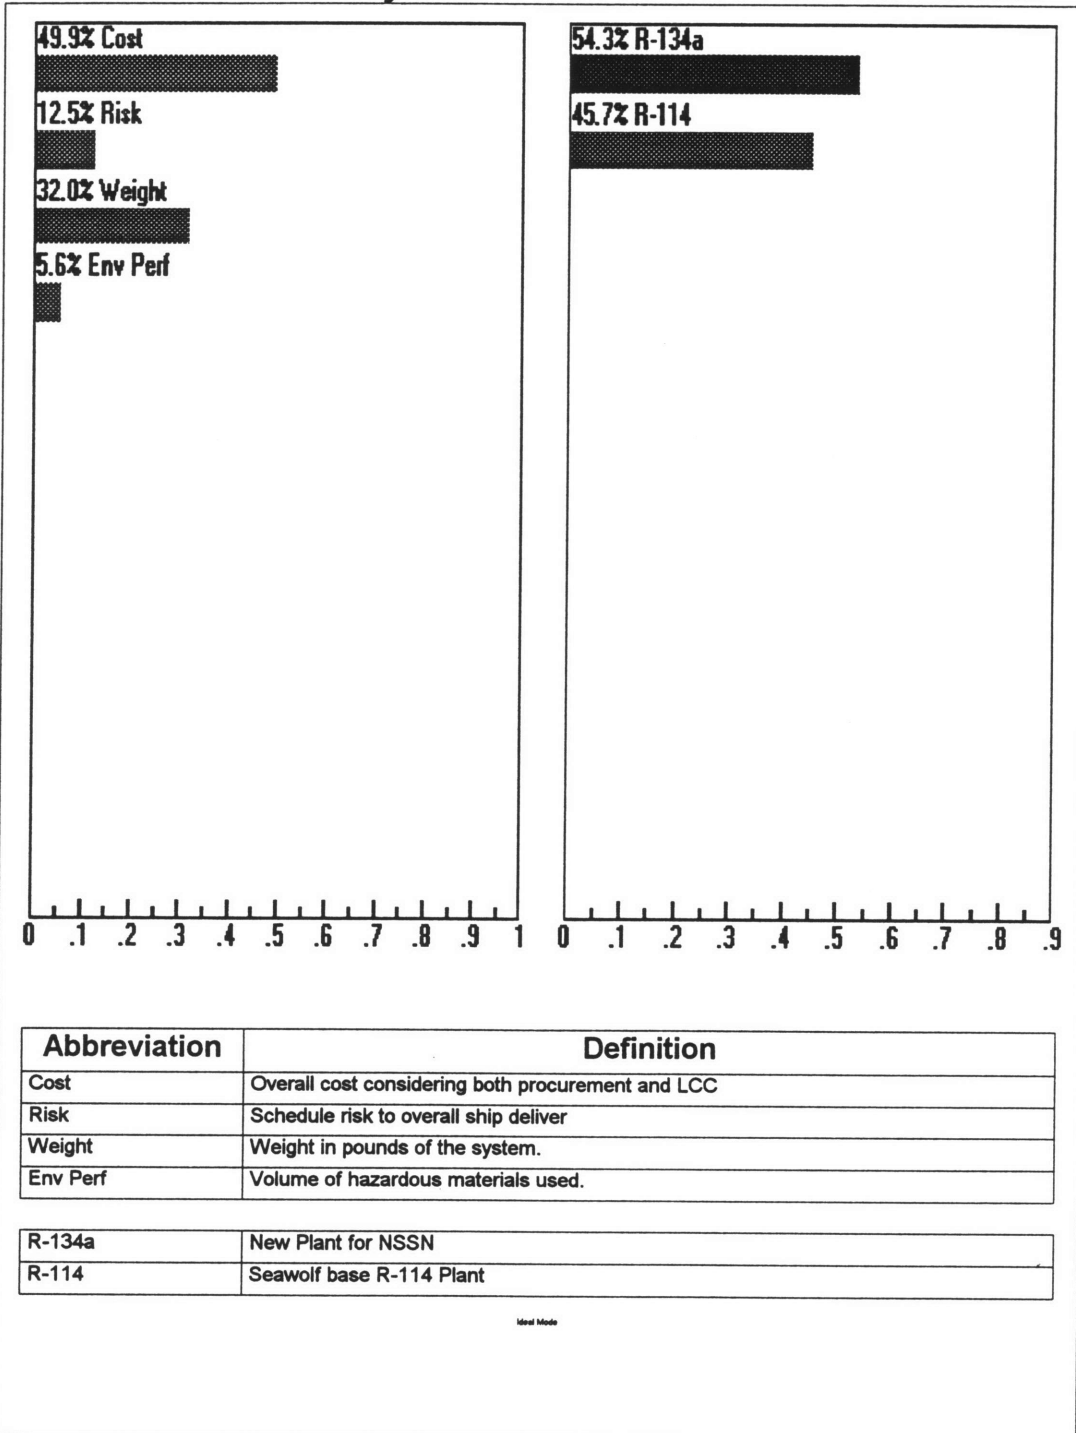 49.9% Cost
12.5% Risk
32.0% Weight
5.6% Env Perf
0 .1 .2 .3 .4 .5 .6 .7 .8 .9 1
54.3% R-134a
45.7% R-114
0 .1 .2 .3 .4 .5 .6 .7 .8 .9
Abbreviation Definition
Cost Overall cost considering both procurement and LCC
Risk Schedule risk to overall ship deliver
Weight Weight in pounds of the system.
Env Perf Volume of hazardous materials used.
R-134a New Plant for NSSN
R-114 Seawolf base R-114 Plant
Ideal Mode